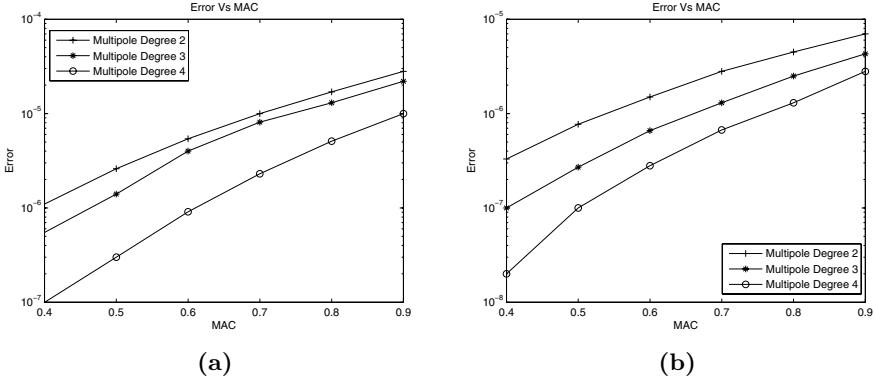 Error Vs MAC
10^-4
10^-5
10^-6
10^-7
Error
Multipole Degree 2
Multipole Degree 3
Multipole Degree 4
0.4 0.5 0.6 0.7 0.8 0.9
MAC
(a)
Error Vs MAC
10^-5
10^-6
10^-7
10^-8
Error
Multipole Degree 2
Multipole Degree 3
Multipole Degree 4
0.4 0.5 0.6 0.7 0.8 0.9
MAC
(b)